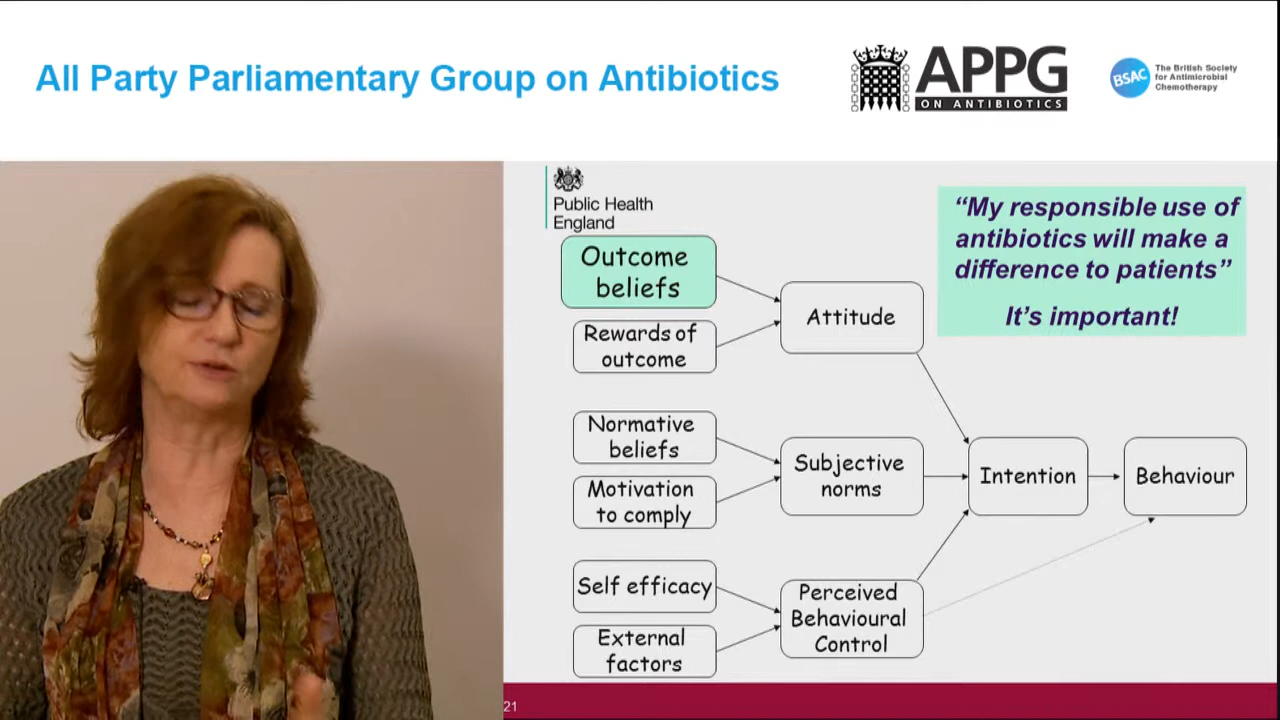 All Party Parliamentary Group on Antibiotics
APPG
ON ANTIBIOTICS
BSAC
The British Society
for Antimicrobial
Chemotherapy
Public Health
England
“My responsible use of
antibiotics will make a
difference to patients”
It’s important!
Outcome
beliefs
Rewards of
outcome
Attitude
Normative
beliefs
Motivation
to comply
Subjective
norms
Intention
Behaviour
Self efficacy
External
factors
Perceived
Behavioural
Control
21